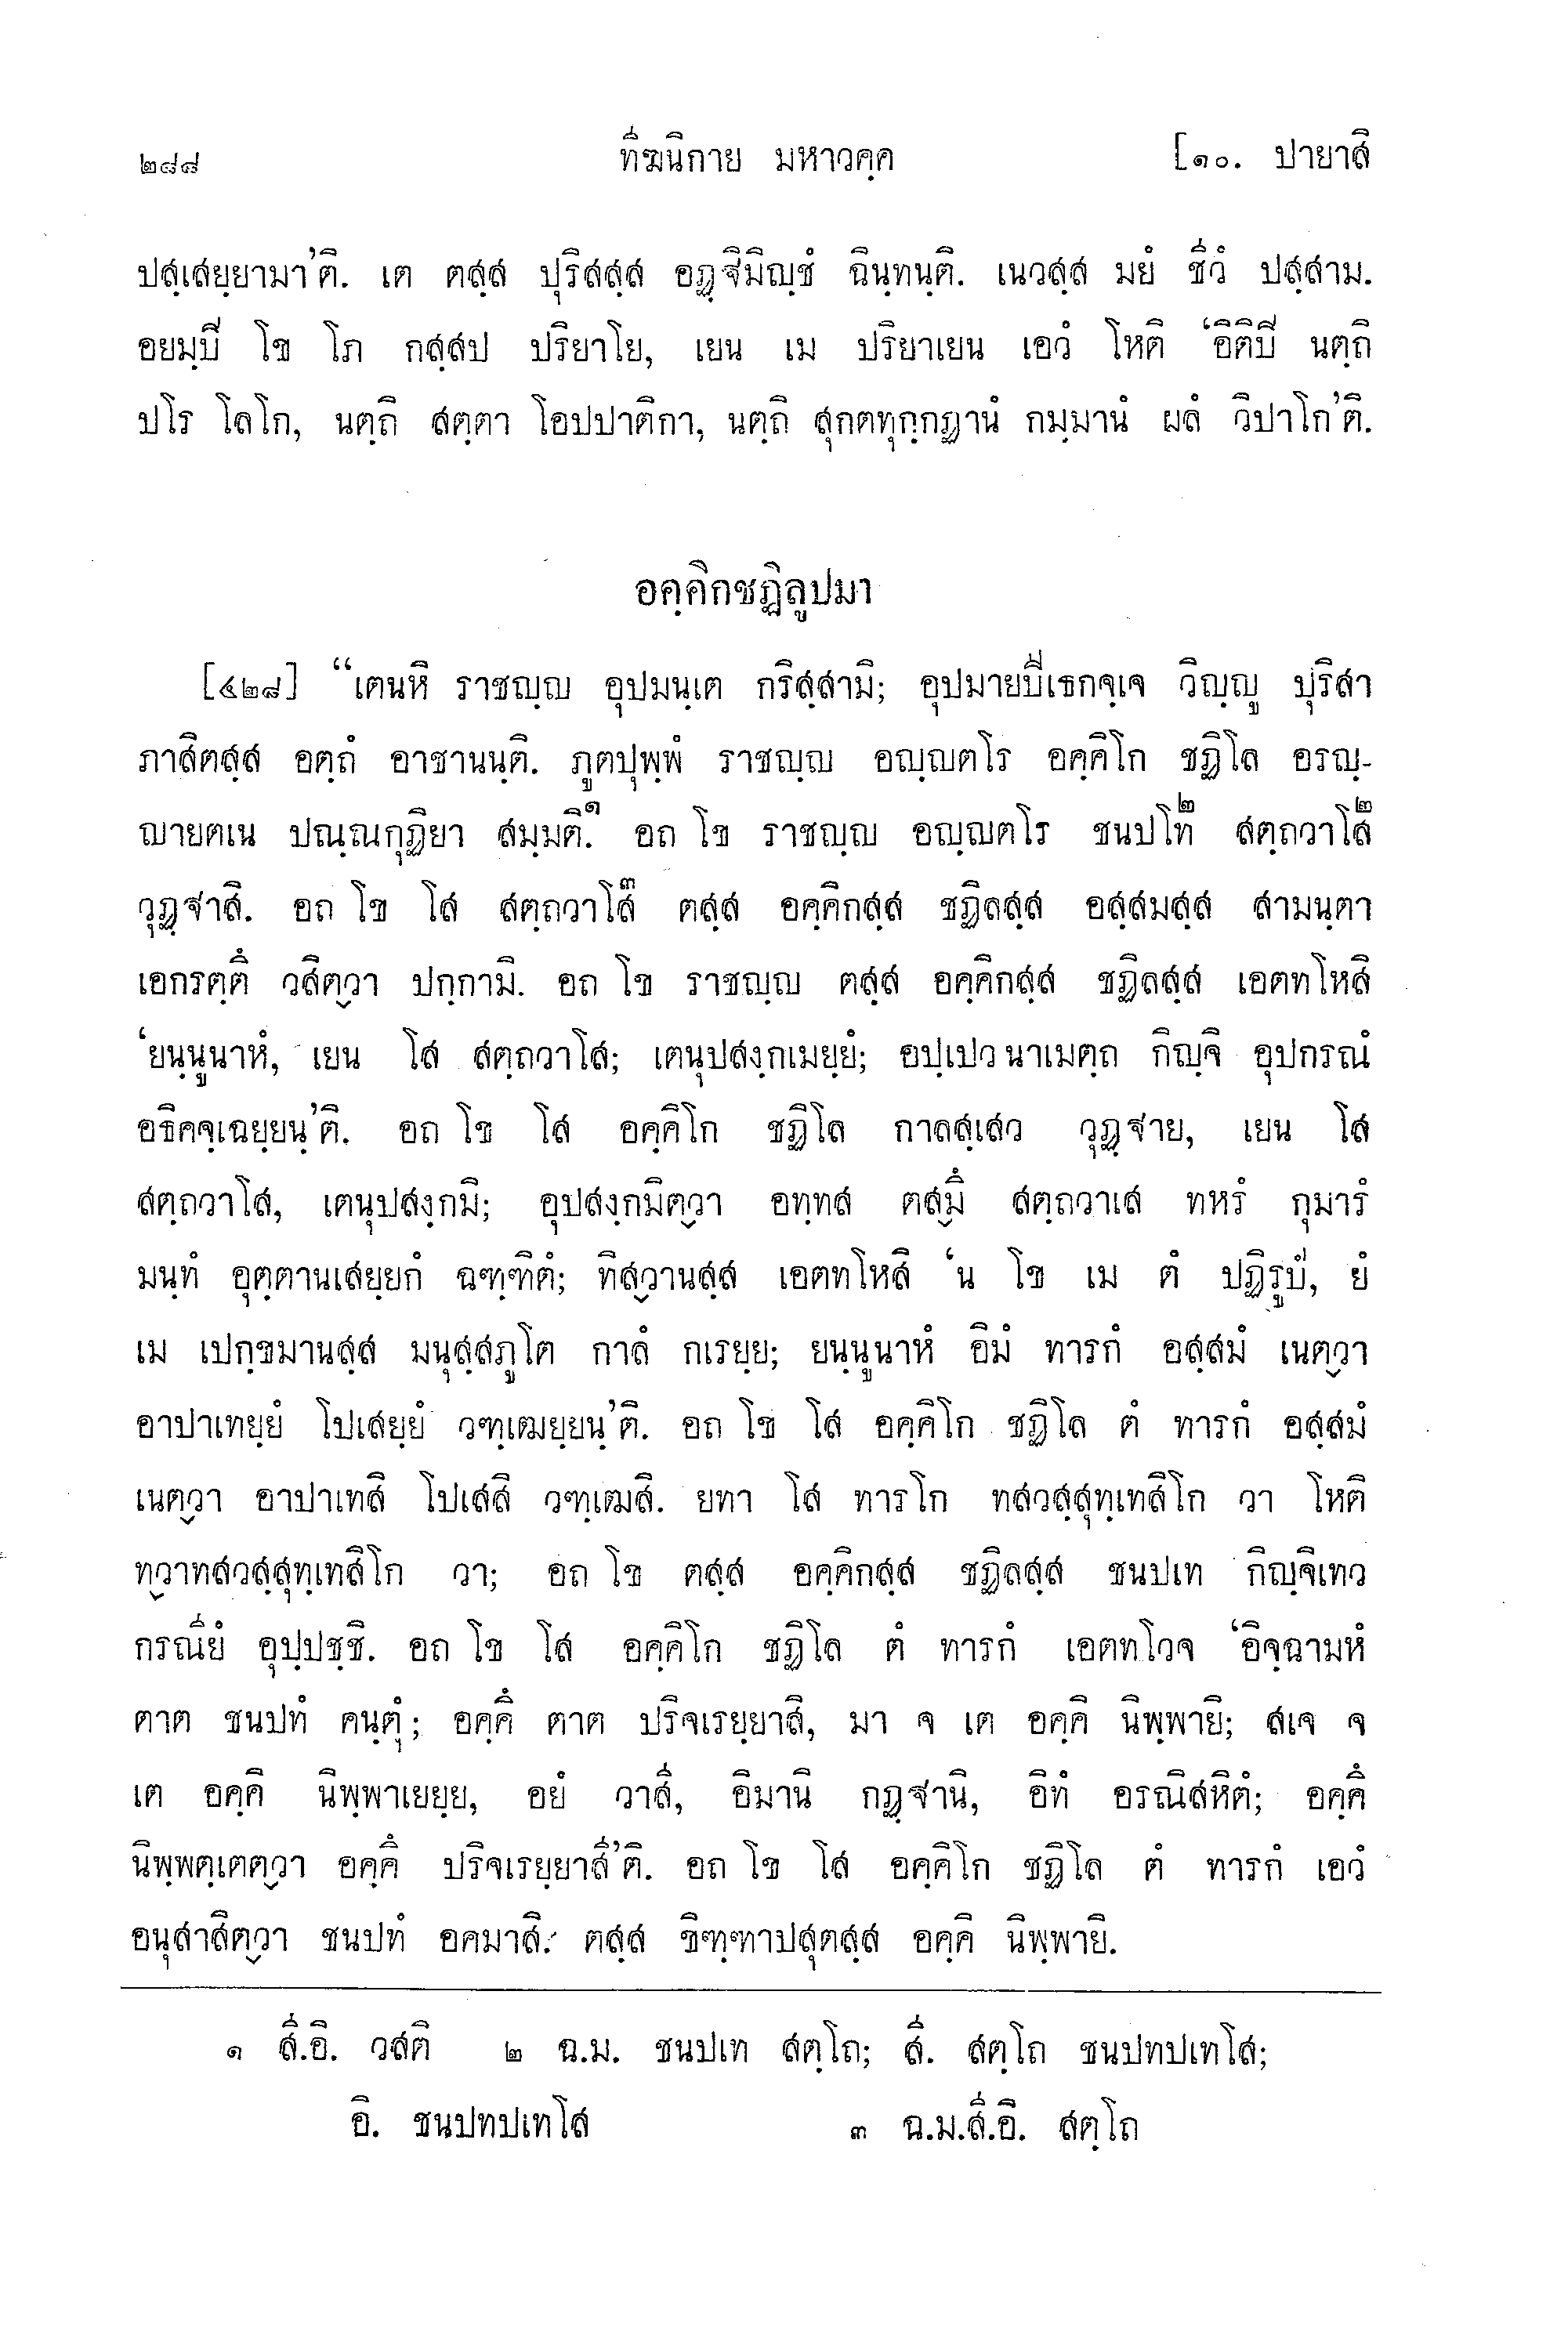 ๒๘๘ ทีฆนิกาย มหาวคฺค [๑๐. ปายาสิ
ปสฺเสยฺยามา’ติ. เต ตสฺส ปุริสสฺส อฏฺฐิมิญฺชํ ฉินฺทนฺติ. เนวสฺส มยํ ชีวํ ปสฺสาม.
อยมฺปิ โข โภ กสฺสป ปริยาโย, เยน เม ปริยาเยน เอวํ โหติ ‘อิติปิ นตฺถิ
ปโร โลโก, นตฺถิ สตฺตา โอปปาติกา, นตฺถิ สุกตทุกฺกฏานํ กมฺมานํ ผลํ วิปาโก’ติ.
อคฺคิกชฏิลูปมา
[๔๒๘] “เตนหิ ราชญฺญ อุปมนฺเต กริสฺสามิ; อุปมายปิเธกจฺเจ วิญฺญู ปุริสา
ภาสิตสฺส อตฺถํ อาชานนฺติ. ภูตปุพฺพํ ราชญฺญ อญฺญตโร อคฺคิโก ชฏิโล อรญฺ-
ญายตเน ปณฺณกุฏิยา สมฺมติ.๑ อถ โข ราชญฺญ อญฺญตโร ชนปโท๒ สตฺถวาโส๒
วุฏฺฐาสิ. อถ โข โส สตฺถวาโส๓ ตสฺส อคฺคิกสฺส ชฏิลสฺส อสฺสมสฺส สามนฺตา
เอกรตฺตึ วสิตฺวา ปกฺกามิ. อถ โข ราชญฺญ ตสฺส อคฺคิกสฺส ชฏิลสฺส เอตทโหสิ
‘ยนฺนูนาหํ, เยน โส สตฺถวาโส; เตนุปสงฺกเมยฺยํ; อปฺเปว นาเมตฺถ กิญฺจิ อุปกรณํ
อธิคจฺเฉยฺยนฺ’ติ. อถ โข โส อคฺคิโก ชฏิโล กาลสฺเสว วุฏฺฐาย, เยน โส
สตฺถวาโส, เตนุปสงฺกมิ; อุปสงฺกมิตฺวา อทฺทส ตสฺมึ สตฺถวาเส ทหรํ กุมารํ
มนฺทํ อุตฺตานเสยฺยกํ ฉฑฺฑิตํ; ทิสฺวานสฺส เอตทโหสิ ‘น โข เม ตํ ปฏิรูปํ, ยํ
เม เปกฺขมานสฺส มนุสฺสภูโต กาลํ กเรยฺย; ยนฺนูนาหํ อิมํ ทารกํ อสฺสมํ เนตฺวา
อาปาเทยฺยํ โปเสยฺยํ วฑฺเฒยฺยนฺ’ติ. อถ โข โส อคฺคิโก ชฏิโล ตํ ทารกํ อสฺสมํ
เนตฺวา อาปาเทสิ โปเสสิ วฑฺเฒสิ. ยทา โส ทารโก ทสวสฺสุทฺเทสิโก วา โหติ
ทฺวาทสวสฺสุทฺเทสิโก วา; อถ โข ตสฺส อคฺคิกสฺส ชฏิลสฺส ชนปเท กิญฺจิเทว
กรณียํ อุปฺปชฺชิ. อถ โข โส อคฺคิโก ชฏิโล ตํ ทารกํ เอตทโวจ ‘อิจฺฉามหํ
ตาต ชนปทํ คนฺตุํ; อคฺคึ ตาต ปริจเรยฺยาสิ, มา จ เต อคฺคิ นิพฺพายิ; สเจ จ
เต อคฺคิ นิพฺพาเยยฺย, อยํ วาสี, อิมานิ กฏฺฐานิ, อิทํ อรณิสหิตํ; อคฺคึ
นิพฺพตฺเตตฺวา อคฺคึ ปริจเรยฺยาสี’ติ. อถ โข โส อคฺคิโก ชฏิโล ตํ ทารกํ เอวํ
อนุสาสิตฺวา ชนปทํ อคมาสิ. ตสฺส ขิฑฺฑาปสุตสฺส อคฺคิ นิพฺพายิ.
๑ สี.อิ. วสติ ๒ ฉ.ม. ชนปเท สตฺโถ; สี. สตฺโถ ชนปทปเทโส;
อิ. ชนปทปเทโส ๓ ฉ.ม.สี.อิ. สตฺโถ